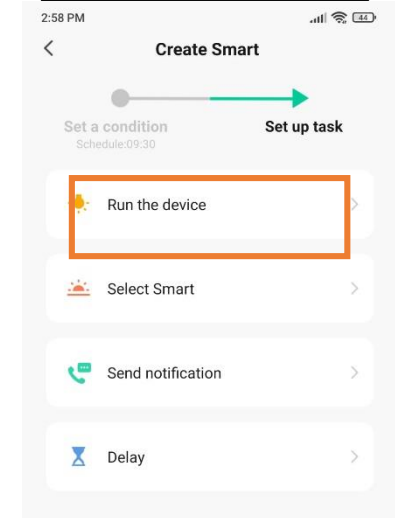 2:58 PM 44
Create Smart
Set a condition Set up task
Schedule:09:30
Run the device
Select Smart
Send notification
Delay